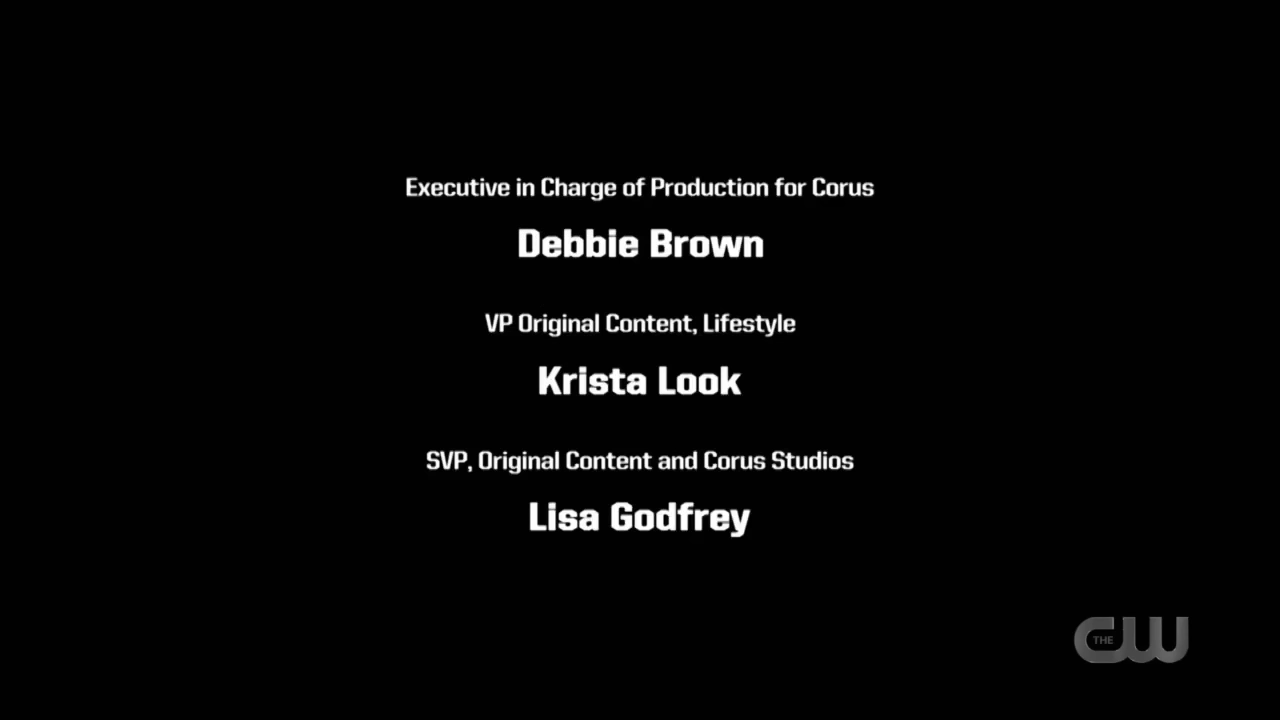 Executive in Charge of Production for Corus
Debbie Brown
VP Original Content, Lifestyle
Krista Look
SVP, Original Content and Corus Studios
Lisa Godfrey
THE CW